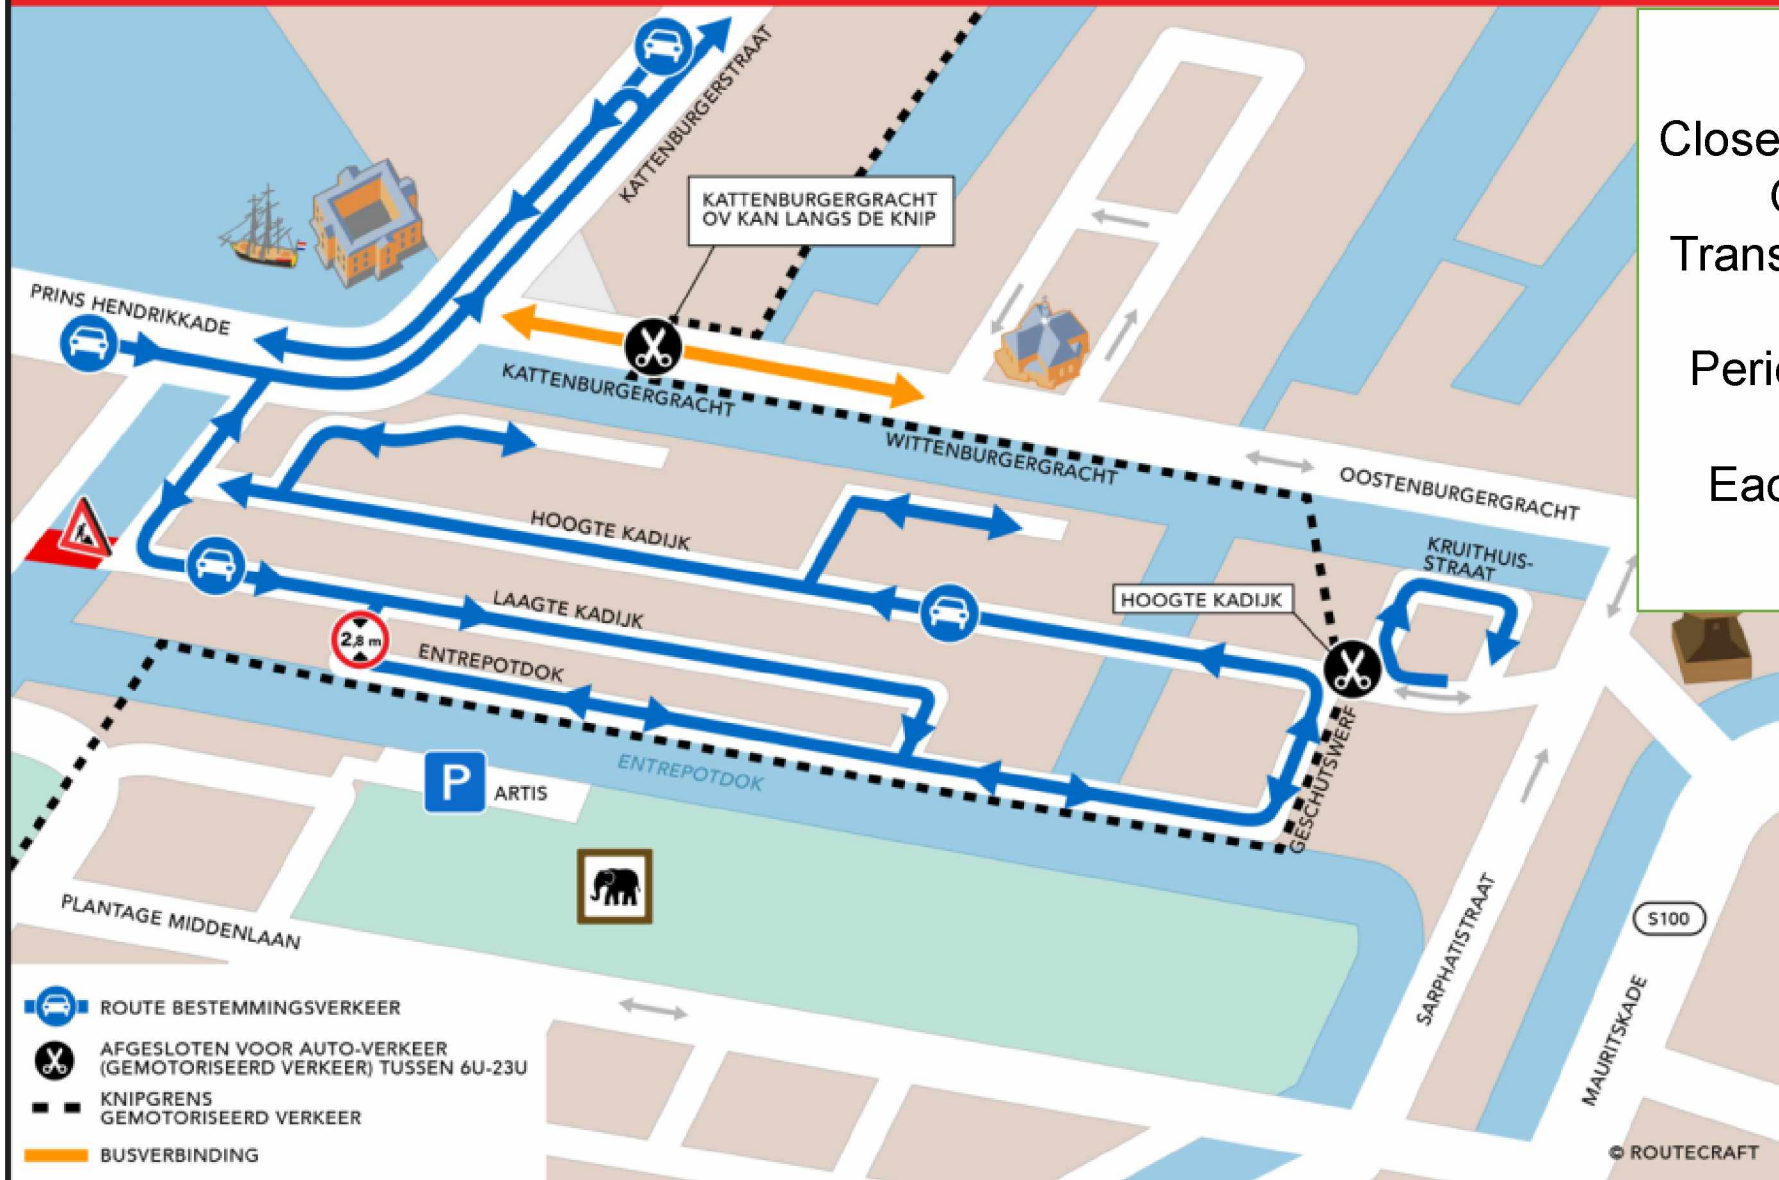 KATTENBURGERSTRAAT
KATTENBURGERGRACHT
OV KAN LANGS DE KNIP
PRINS HENDRIKKADE
KATTENBURGERGRACHT
WITTENBURGERGRACHT
OOSTENBURGERGRACHT
HOOGTE KADIJK
KRUITHUIS-
STRAAT
HOOGTE KADIJK
LAAGTE KADIJK
2,8 m
ENTREPOTDOK
ENTREPOTDOK
GESCHUTSWERF
P
ARTIS
PLANTAGE MIDDENLAAN
SARPHATISTRAAT
S100
MAURITSKADE
ROUTE BESTEMMINGSVERKEER
AFGESLOTEN VOOR AUTO-VERKEER
(GEMOTORISEERD VERKEER) TUSSEN 6U-23U
KNIPGRENS
GEMOTORISEERD VERKEER
BUSVERBINDING
© ROUTECRAFT
Close
Trans